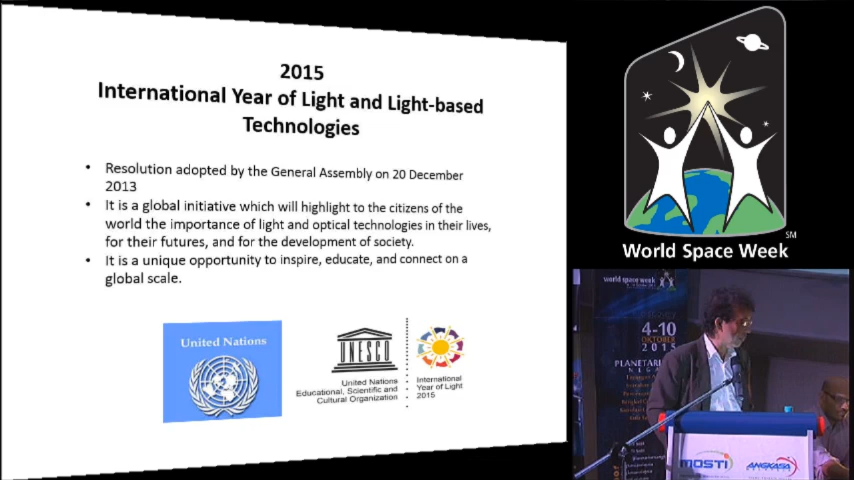 2015
International Year of Light and Light-based
Technologies
• Resolution adopted by the General Assembly on 20 December
2013
• It is a global initiative which will highlight to the citizens of the
world the importance of light and optical technologies in their lives,
for their futures, and for the development of society.
• It is a unique opportunity to inspire, educate, and connect on a
global scale.
United Nations
UNESCO
United Nations
Educational, Scientific and
Cultural Organization
International
Year of Light
2015
SM
World Space Week
world space week
4-10
OKTOBER
2015
PLANETARI
NEGA
MOSTI
ANGKASA